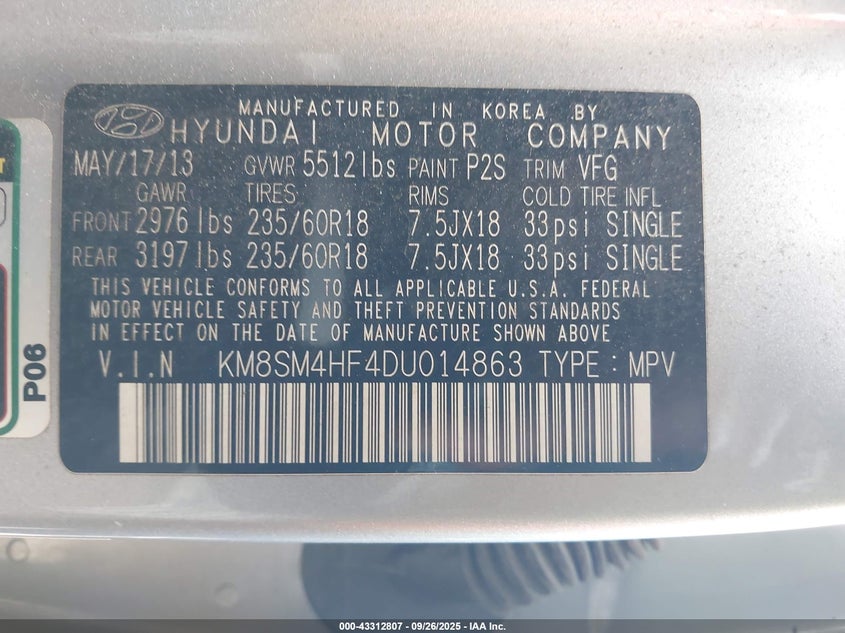 MANUFACTURED IN KOREA BY
HYUNDAI MOTOR COMPANY
MAY/17/13 GVWR 5512lbs PAINT P2S TRIM VFG
GAWR TIRES RIMS COLD TIRE INFL
FRONT 2976lbs 235/60R18 7.5JX18 33psi SINGLE
REAR 3197lbs 235/60R18 7.5JX18 33psi SINGLE
THIS VEHICLE CONFORMS TO ALL APPLICABLE U.S.A. FEDERAL
MOTOR VEHICLE SAFETY AND THEFT PREVENTION STANDARDS
IN EFFECT ON THE DATE OF MANUFACTURE SHOWN ABOVE
V.I.N KM8SM4HF4DU014863 TYPE : MPV
P06
000-43312807 - 09/26/2025 - IAA Inc.